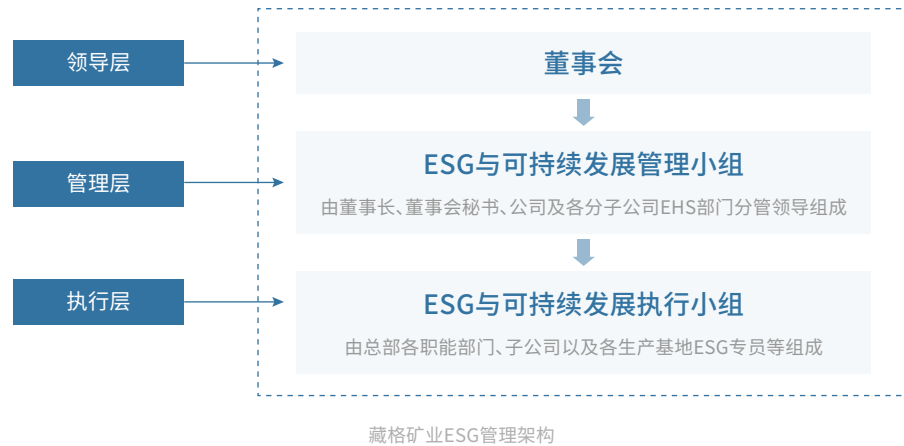 领导层
董事会
管理层
ESG与可持续发展管理小组
由董事长、董事会秘书、公司及各分子公司EHS部门分管领导组成
执行层
ESG与可持续发展执行小组
由总部各职能部门、子公司以及各生产基地ESG专员等组成
藏格矿业ESG管理架构